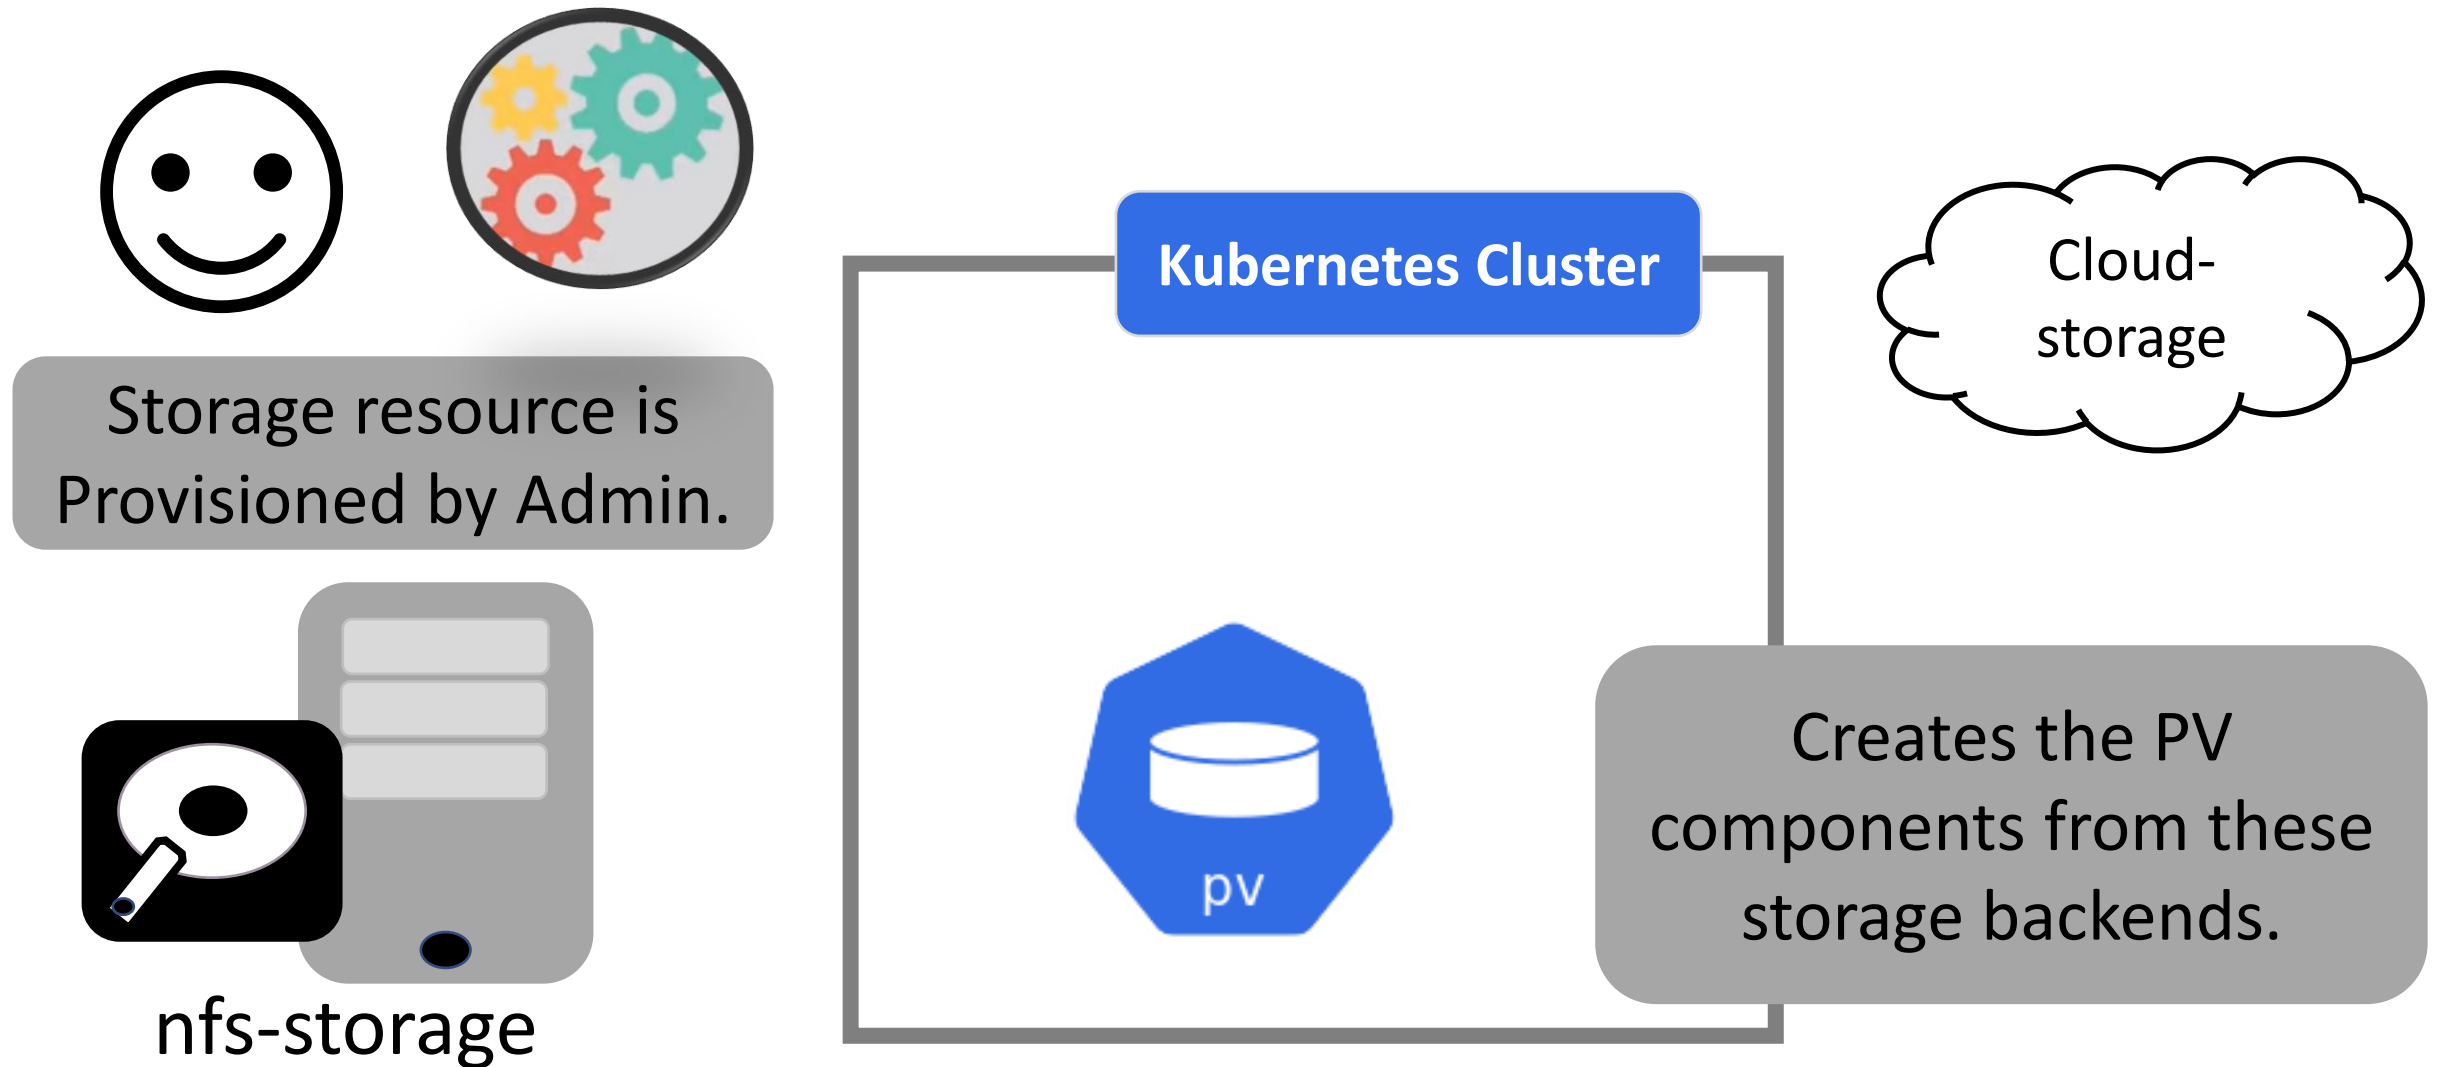 Storage resource is
Provisioned by Admin.
nfs-storage
Kubernetes Cluster
pv
Cloud-
storage
Creates the PV
components from these
storage backends.